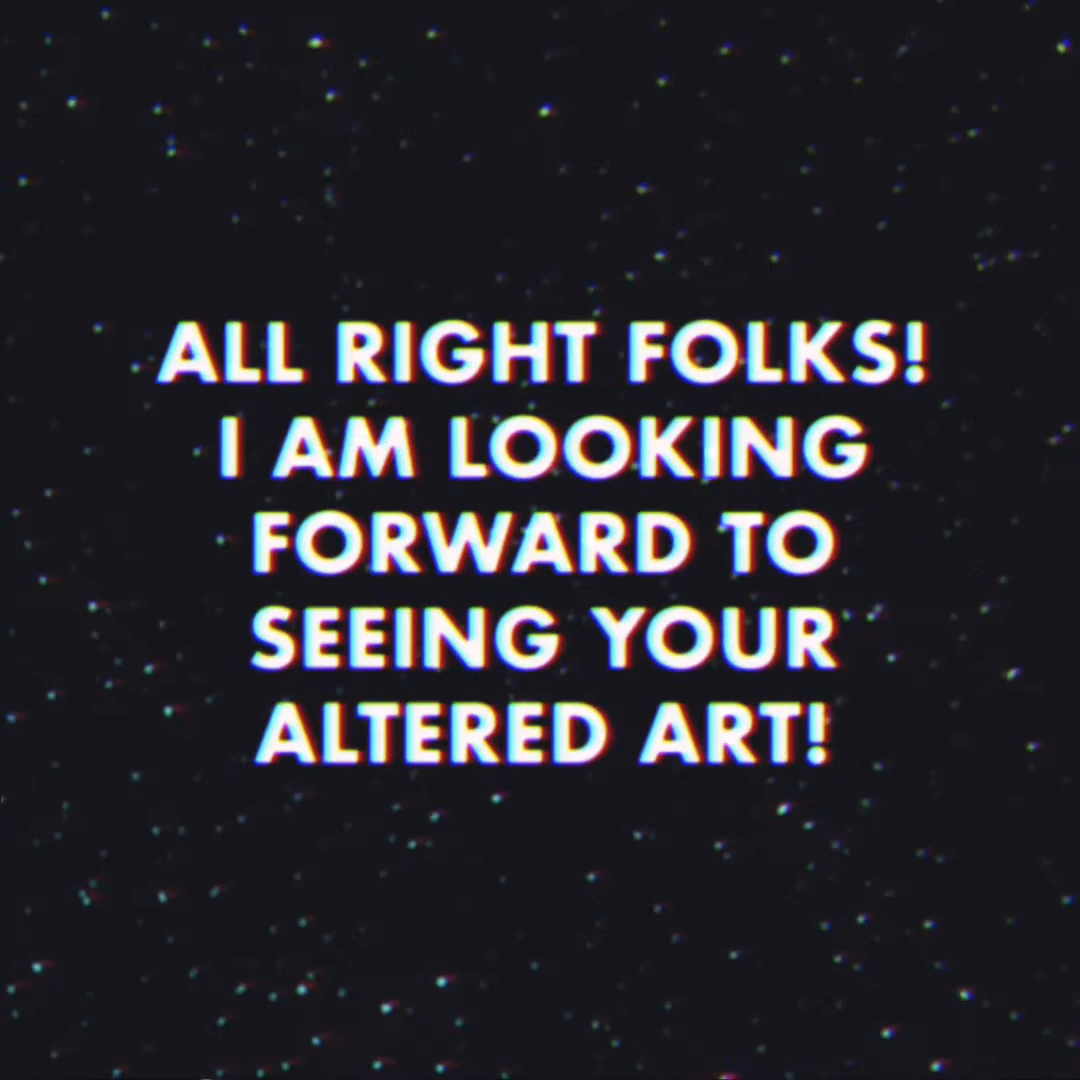 ALL RIGHT FOLKS!
I AM LOOKING
FORWARD TO
SEEING YOUR
ALTERED ART!